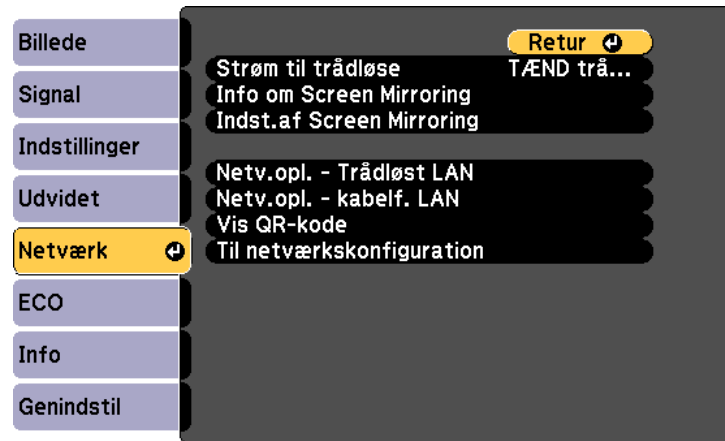 Billede
Signal
Indstillinger
Udvidet
Netværk
ECO
Info
Genindstil
Retur
Strøm til trådløse TÆND trå...
Info om Screen Mirroring
Indst.af Screen Mirroring
Netv.opl. - Trådløst LAN
Netv.opl. - kabelf. LAN
Vis QR-kode
Til netværkskonfiguration